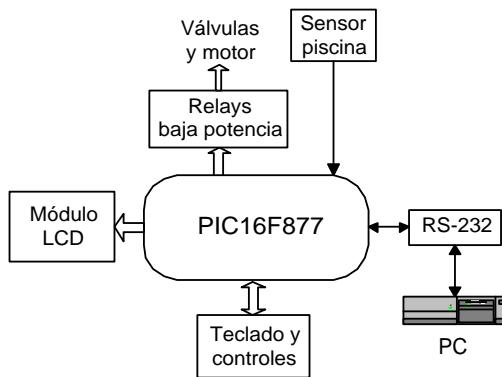 Válvulas
y motor
Sensor
piscina
Relays
baja potencia
Módulo
LCD
PIC16F877
RS-232
Teclado y
controles
PC